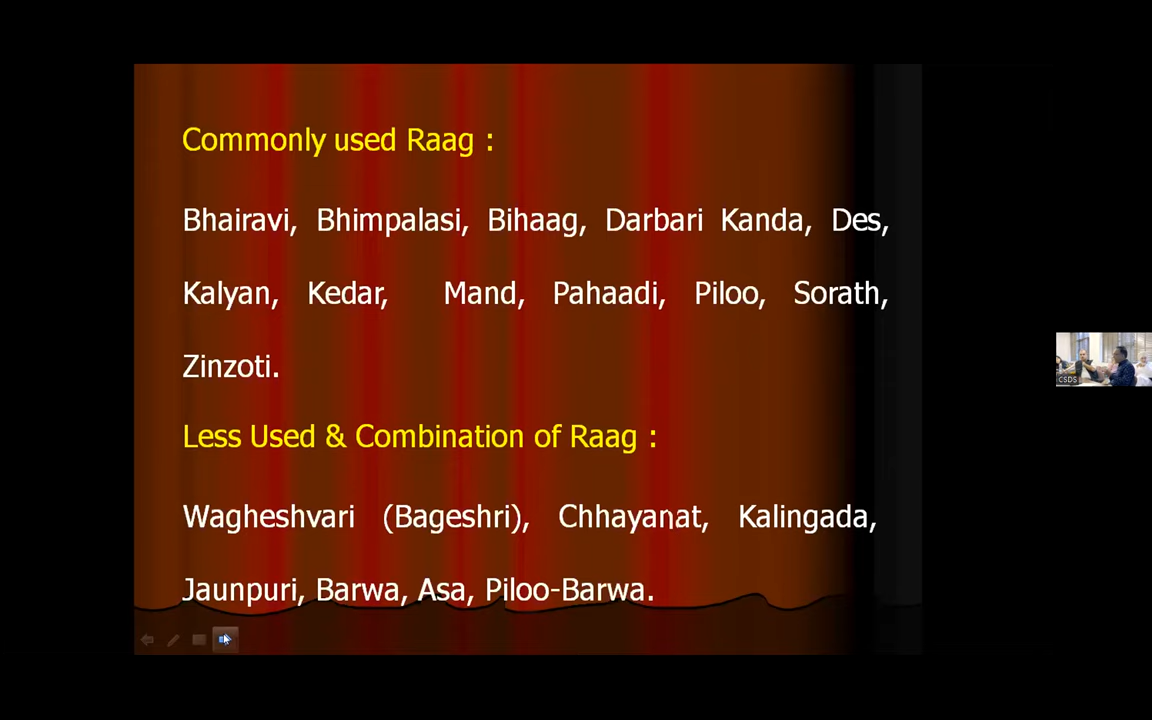 Commonly used Raag :
Bhairavi, Bhimpalasi, Bihaag, Darbari Kanda, Des,
Kalyan, Kedar, Mand, Pahaadi, Piloo, Sorath,
Zinzoti.
Less Used & Combination of Raag :
Wagheshvari (Bageshri), Chhayanat, Kalingada,
Jaunpuri, Barwa, Asa, Piloo-Barwa.
CSDS